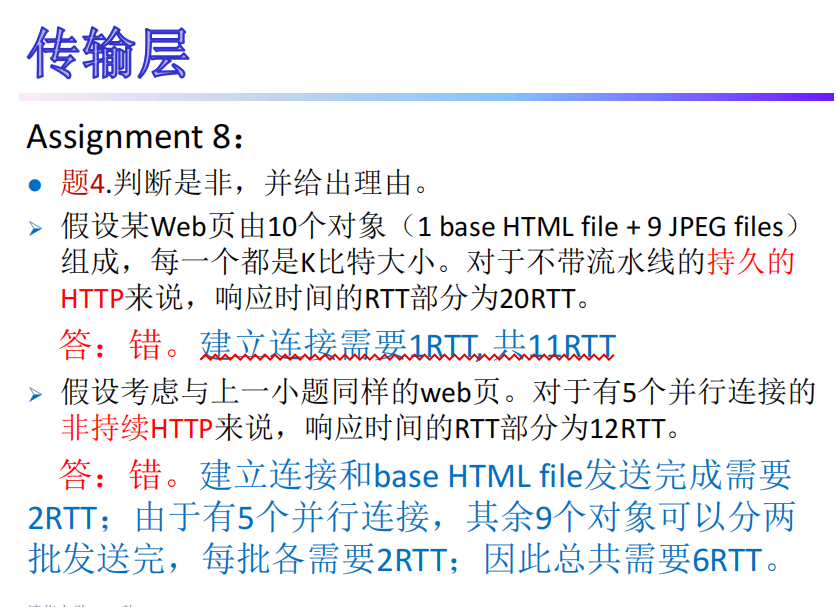 传输层
Assignment 8：
题4.判断是非，并给出理由。
假设某Web页由10个对象（1 base HTML file + 9 JPEG files）
组成，每一个都是K比特大小。对于不带流水线的持久的
HTTP来说，响应时间的RTT部分为20RTT。
答：错。建立连接需要1RTT, 共11RTT
假设考虑与上一小题同样的web页。对于有5个并行连接的
非持续HTTP来说，响应时间的RTT部分为12RTT。
答：错。建立连接和base HTML file发送完成需要
2RTT；由于有5个并行连接，其余9个对象可以分两
批发送完，每批各需要2RTT；因此总共需要6RTT。